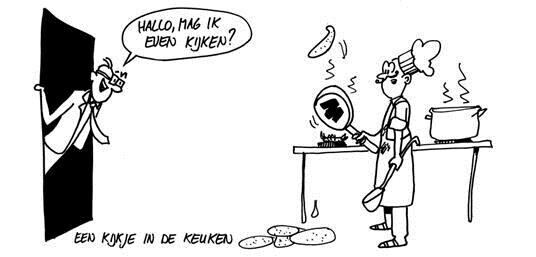 HALLO, MAG IK
EVEN KIJKEN?
EEN KIJKJE IN DE KEUKEN